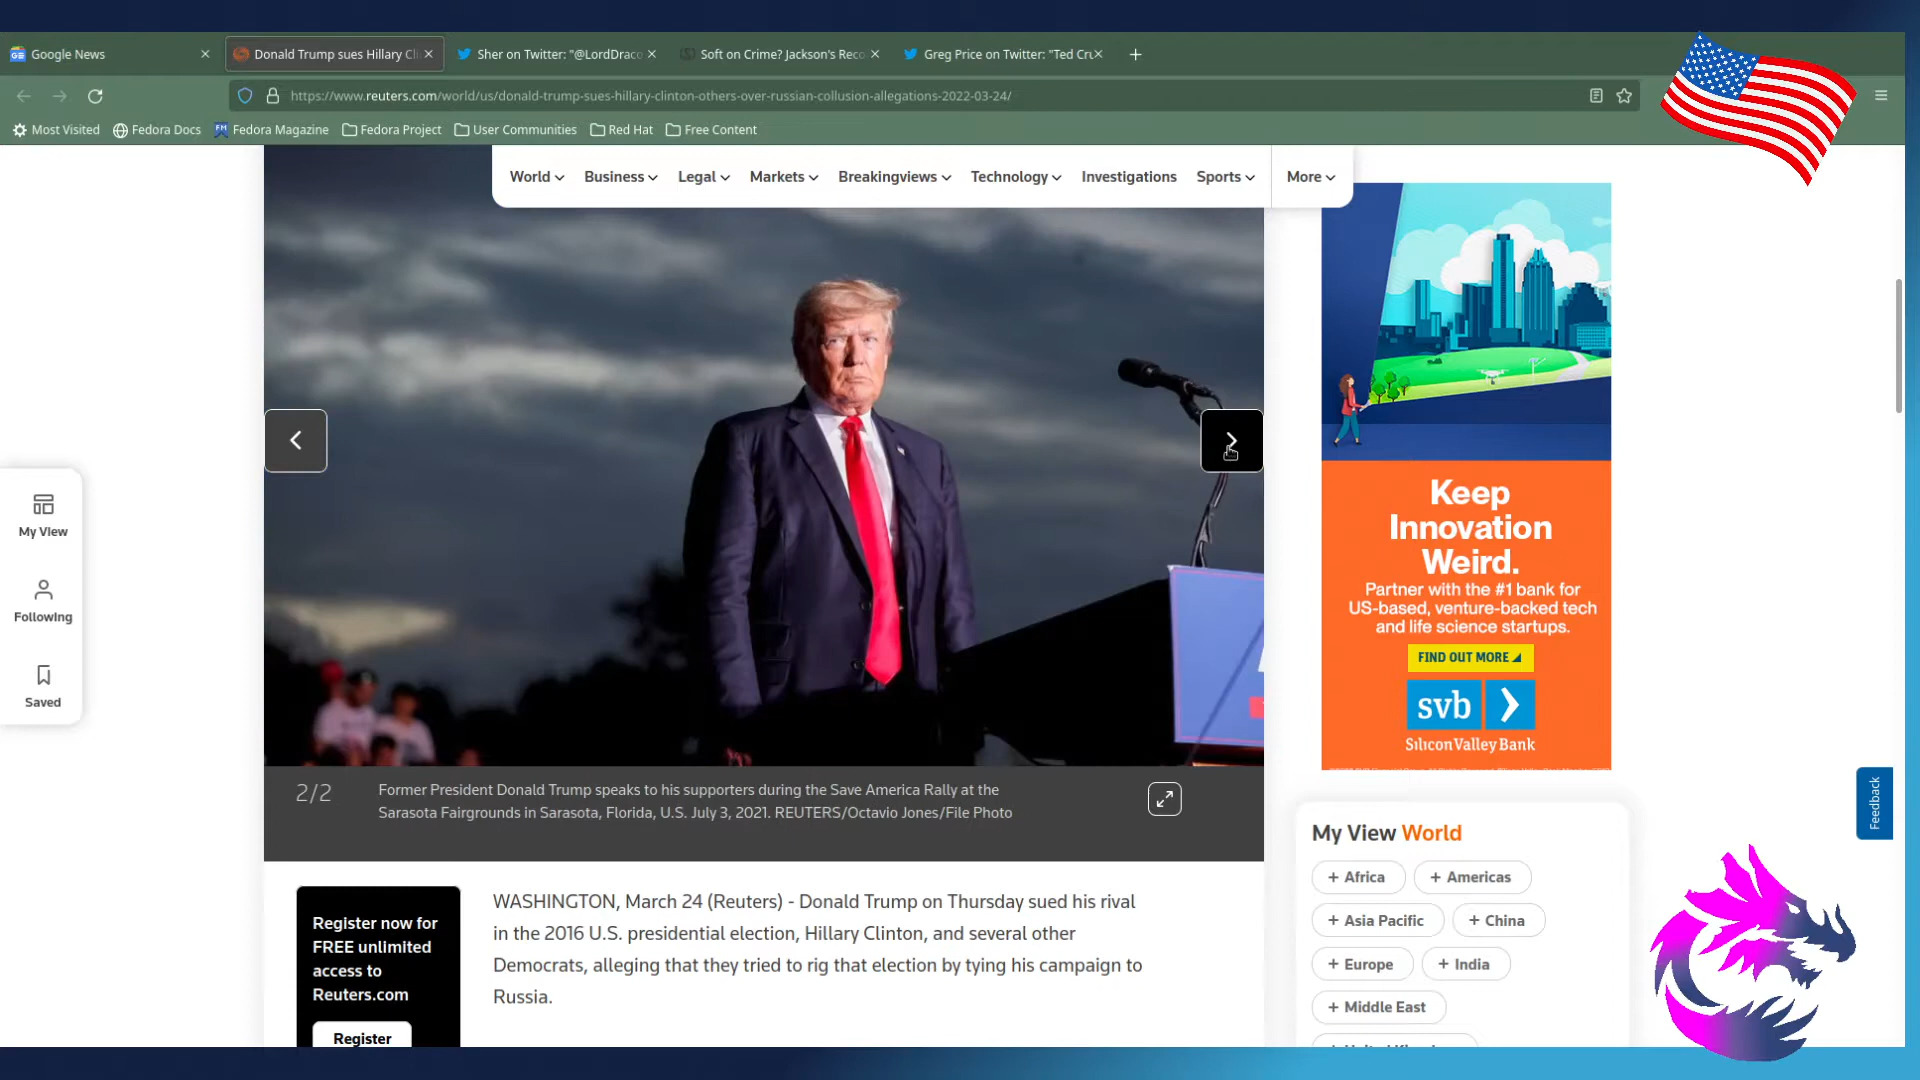 Google News
Donald Trump sues Hillary Cl
Sher on Twitter: "@LordDraco
Soft on Crime? Jackson's Reco
Greg Price on Twitter: "Ted Cru
https://www.reuters.com/world/us/donald-trump-sues-hillary-clinton-others-over-russian-collusion-allegations-2022-03-24/
Most Visited
Fedora Docs
Fedora Magazine
Fedora Project
User Communities
Red Hat
Free Content
World
Business
Legal
Markets
Breakingviews
Technology
Investigations
Sports
More
My View
Following
Saved
2/2
Former President Donald Trump speaks to his supporters during the Save America Rally at the
Sarasota Fairgrounds in Sarasota, Florida, U.S. July 3, 2021. REUTERS/Octavio Jones/File Photo
Register now for
FREE unlimited
access to
Reuters.com
Register
WASHINGTON, March 24 (Reuters) - Donald Trump on Thursday sued his rival
in the 2016 U.S. presidential election, Hillary Clinton, and several other
Democrats, alleging that they tried to rig that election by tying his campaign to
Russia.
Keep
Innovation
Weird.
Partner with the #1 bank for
US-based, venture-backed tech
and life science startups.
FIND OUT MORE
svb
Silicon Valley Bank
My View World
+ Africa
+ Americas
+ Asia Pacific
+ China
+ Europe
+ India
+ Middle East
Feedback